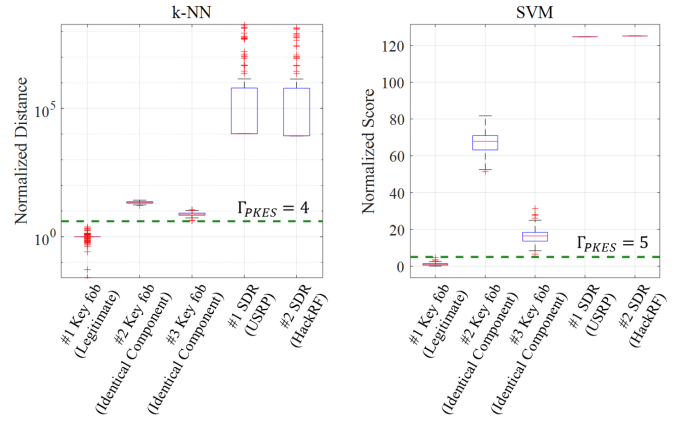 k-NN
Normalized Distance
10^5
10^0
Γ_PKES = 4
#1 Key fob
(Legitimate)
#2 Key fob
(Identical Component)
#3 Key fob
(Identical Component)
#1 SDR
(USRP)
#2 SDR
(HackRF)
SVM
Normalized Score
120
100
80
60
40
20
0
Γ_PKES = 5
#1 Key fob
(Legitimate)
#2 Key fob
(Identical Component)
#3 Key fob
(Identical Component)
#1 SDR
(USRP)
#2 SDR
(HackRF)